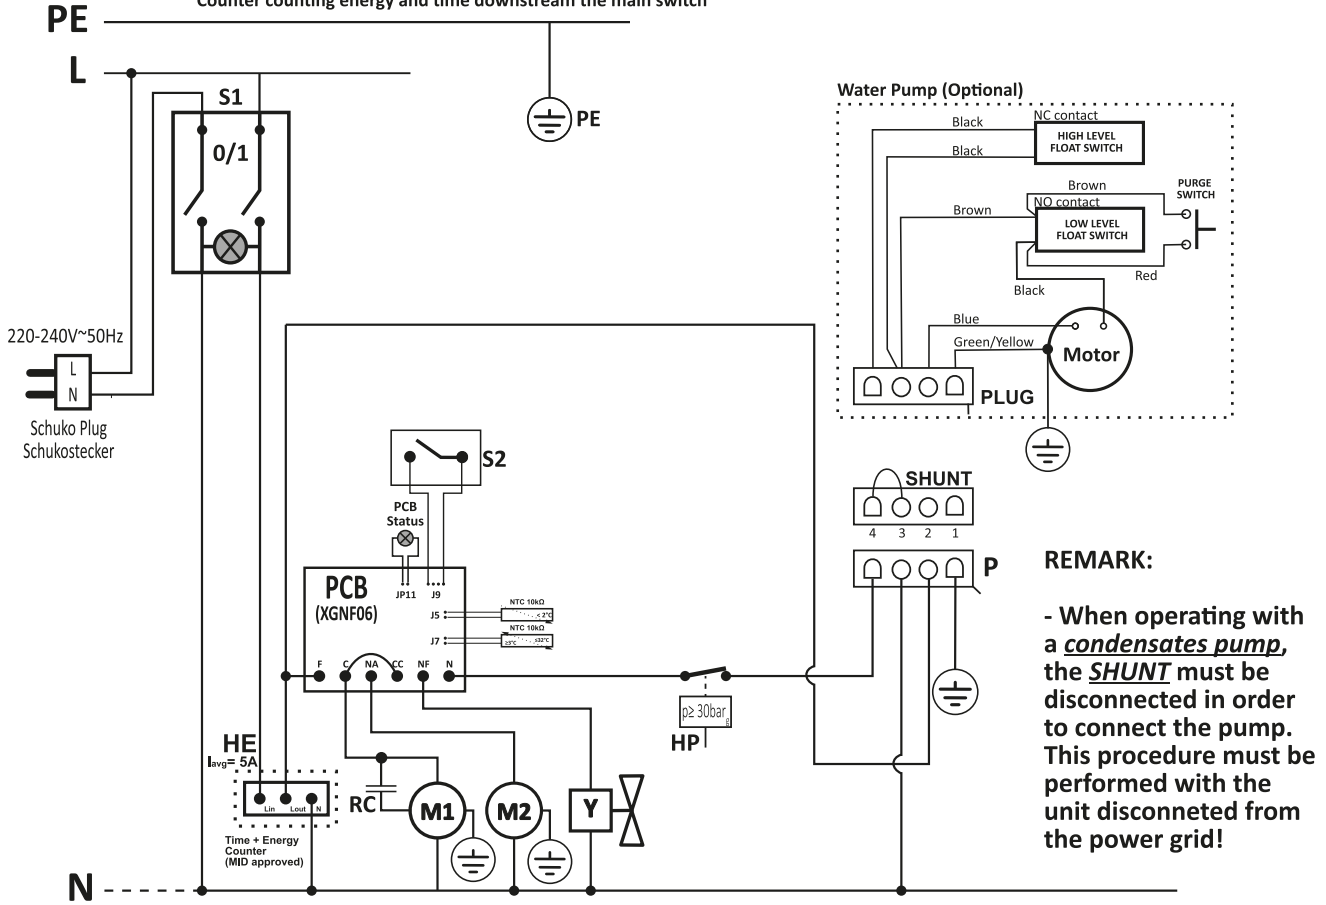 Counter counting energy and time downstream the main switch
PE
L
S1
0/1
PE
Water Pump (Optional)
Black
NC contact
HIGH LEVEL
FLOAT SWITCH
Black
Brown
PURGE
SWITCH
NO contact
Brown
LOW LEVEL
FLOAT SWITCH
Red
Black
Blue
Green/Yellow
Motor
PLUG
220-240V~50Hz
L
N
Schuko Plug
Schukostecker
S2
PCB
Status
SHUNT
4 3 2 1
P
PCB
(XGNF06)
JP11 J9
J5
NTC 10kΩ
< 2°C
J7
NTC 10kΩ
≥3°C ≤32°C
F C NA CC NF N
p≥ 30bar
HP
HE
Iavg= 5A
Lin Lout N
Time + Energy
Counter
(MID approved)
RC
M1
M2
Y
N
REMARK:
- When operating with
a condensates pump,
the SHUNT must be
disconnected in order
to connect the pump.
This procedure must be
performed with the
unit disconneted from
the power grid!